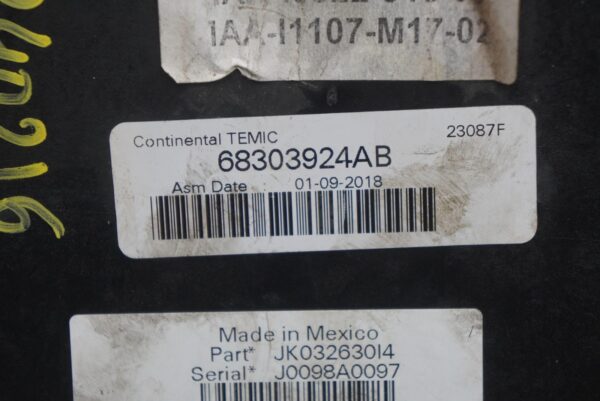 IAA-I1107-M17-02
Continental TEMIC 23087F
68303924AB
Asm Date 01-09-2018
Made in Mexico
Part* JK032630I4
Serial* J0098A0097